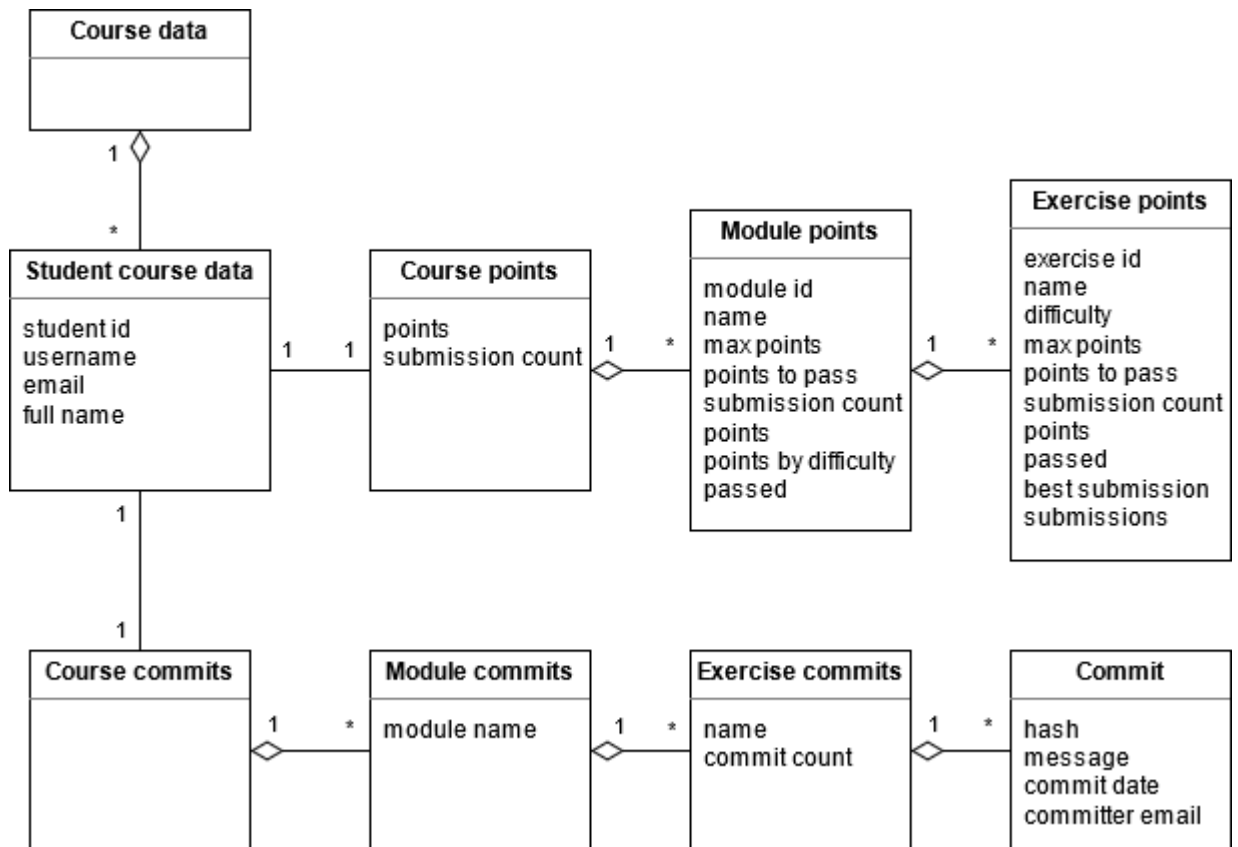 Course data
1
*
Student course data
student id
username
email
full name
1
1
Course points
points
submission count
1
*
Module points
module id
name
max points
points to pass
submission count
points
points by difficulty
passed
1
*
Exercise points
exercise id
name
difficulty
max points
points to pass
submission count
points
passed
best submission
submissions
1
1
Course commits
1
*
Module commits
module name
1
*
Exercise commits
name
commit count
1
*
Commit
hash
message
commit date
committer email